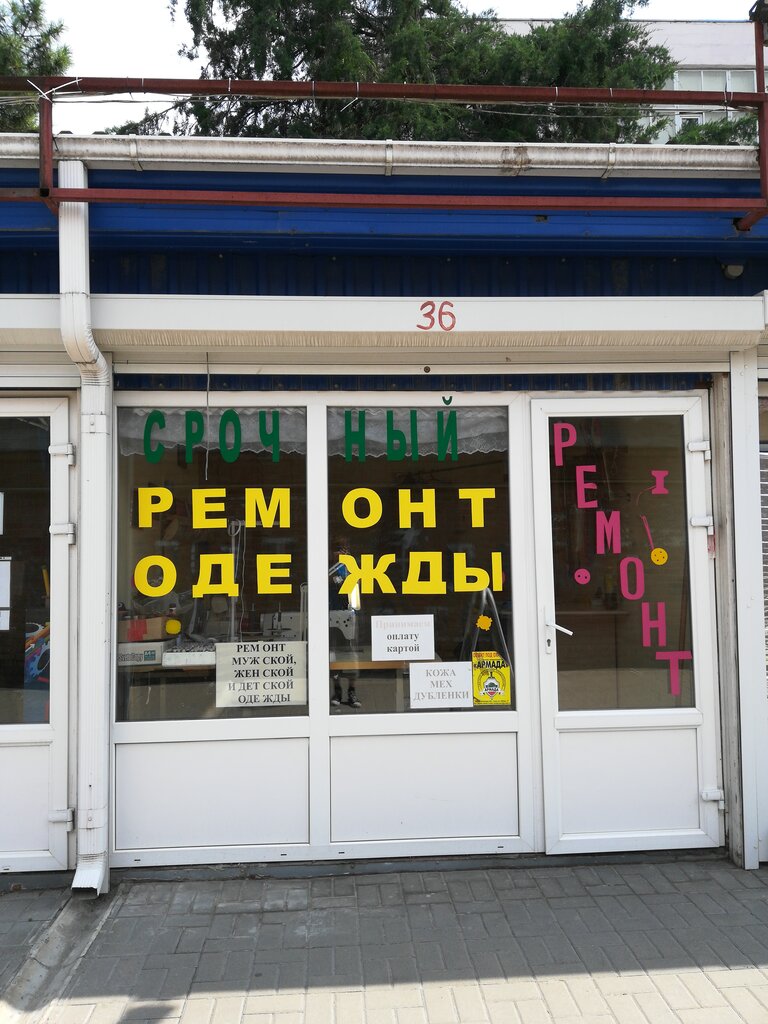 36
СРОЧНЫЙ
РЕМОНТ
ОДЕЖДЫ
РЕМОНТ
РЕМ ОНТ
МУЖ СКОЙ,
ЖЕН СКОЙ
И ДЕТ СКОЙ
ОДЕ ЖДЫ
Принимаем
оплату
картой
КОЖА
МЕХ
ДУБЛЕНКИ
«АРМАДА»
АРМАДА